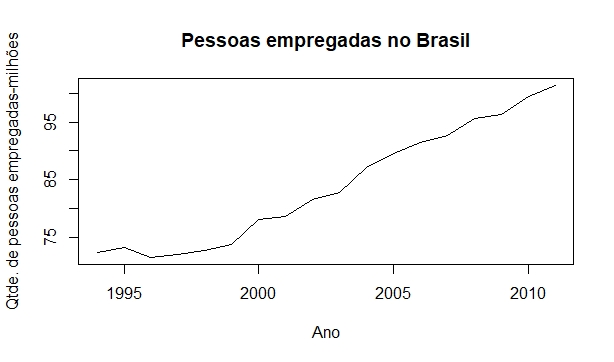 Pessoas empregadas no Brasil
Qtde. de pessoas empregadas-milhões
95
85
75
1995 2000 2005 2010
Ano